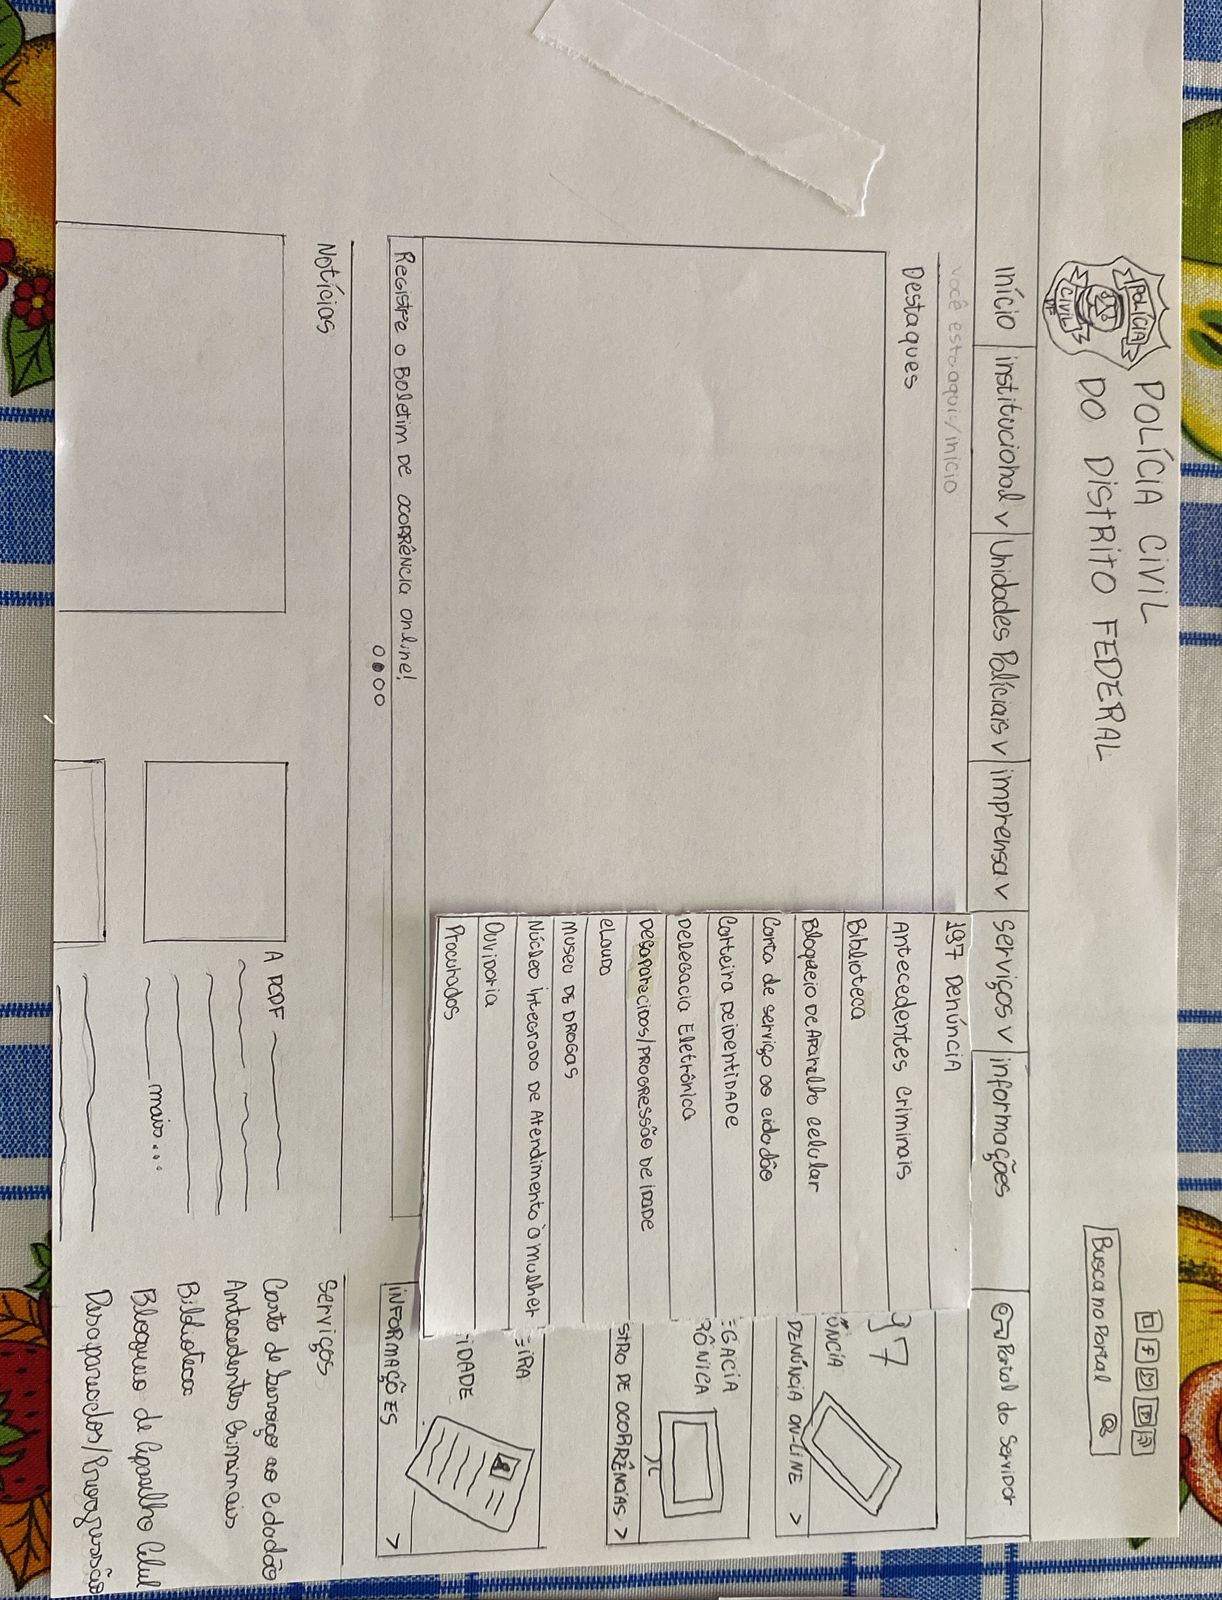 POLÍCIA
CIVIL
DF
POLÍCIA CIVIL
DO DISTRITO FEDERAL
Busca no Portal
início
institucional
Unidades Políciais
imprensa
serviços
informações
Portal do Servidor
você esta aqui:/início
Destaques
197 Denúncia
Antecedentes criminais
Biblioteca
Bloqueio de Aparelho celular
Carta de serviço ao cidadão
Carteira de identidade
Delegacia Eletrônica
Desaparecidos/progressão de idade
eLaudo
Museu de Drogas
Núcleo integrado de Atendimento à mulher
Ouvidoria
Procurados
97
ÚNCIA
DENÚNCIA ON-LINE >
EGACIA
RÔNICA
STRO DE OCORRÊNCIAS >
EIRA
TIDADE
INFORMAÇÕES >
Registre o Boletim de ocorrência online!
Notícias
A PCDF
mais...
Serviços
Carta de Serviço ao cidadão
Antecedentes Criminais
Biblioteca
Bloqueio de Aparelho Celul
Desaparecidos/Progressão